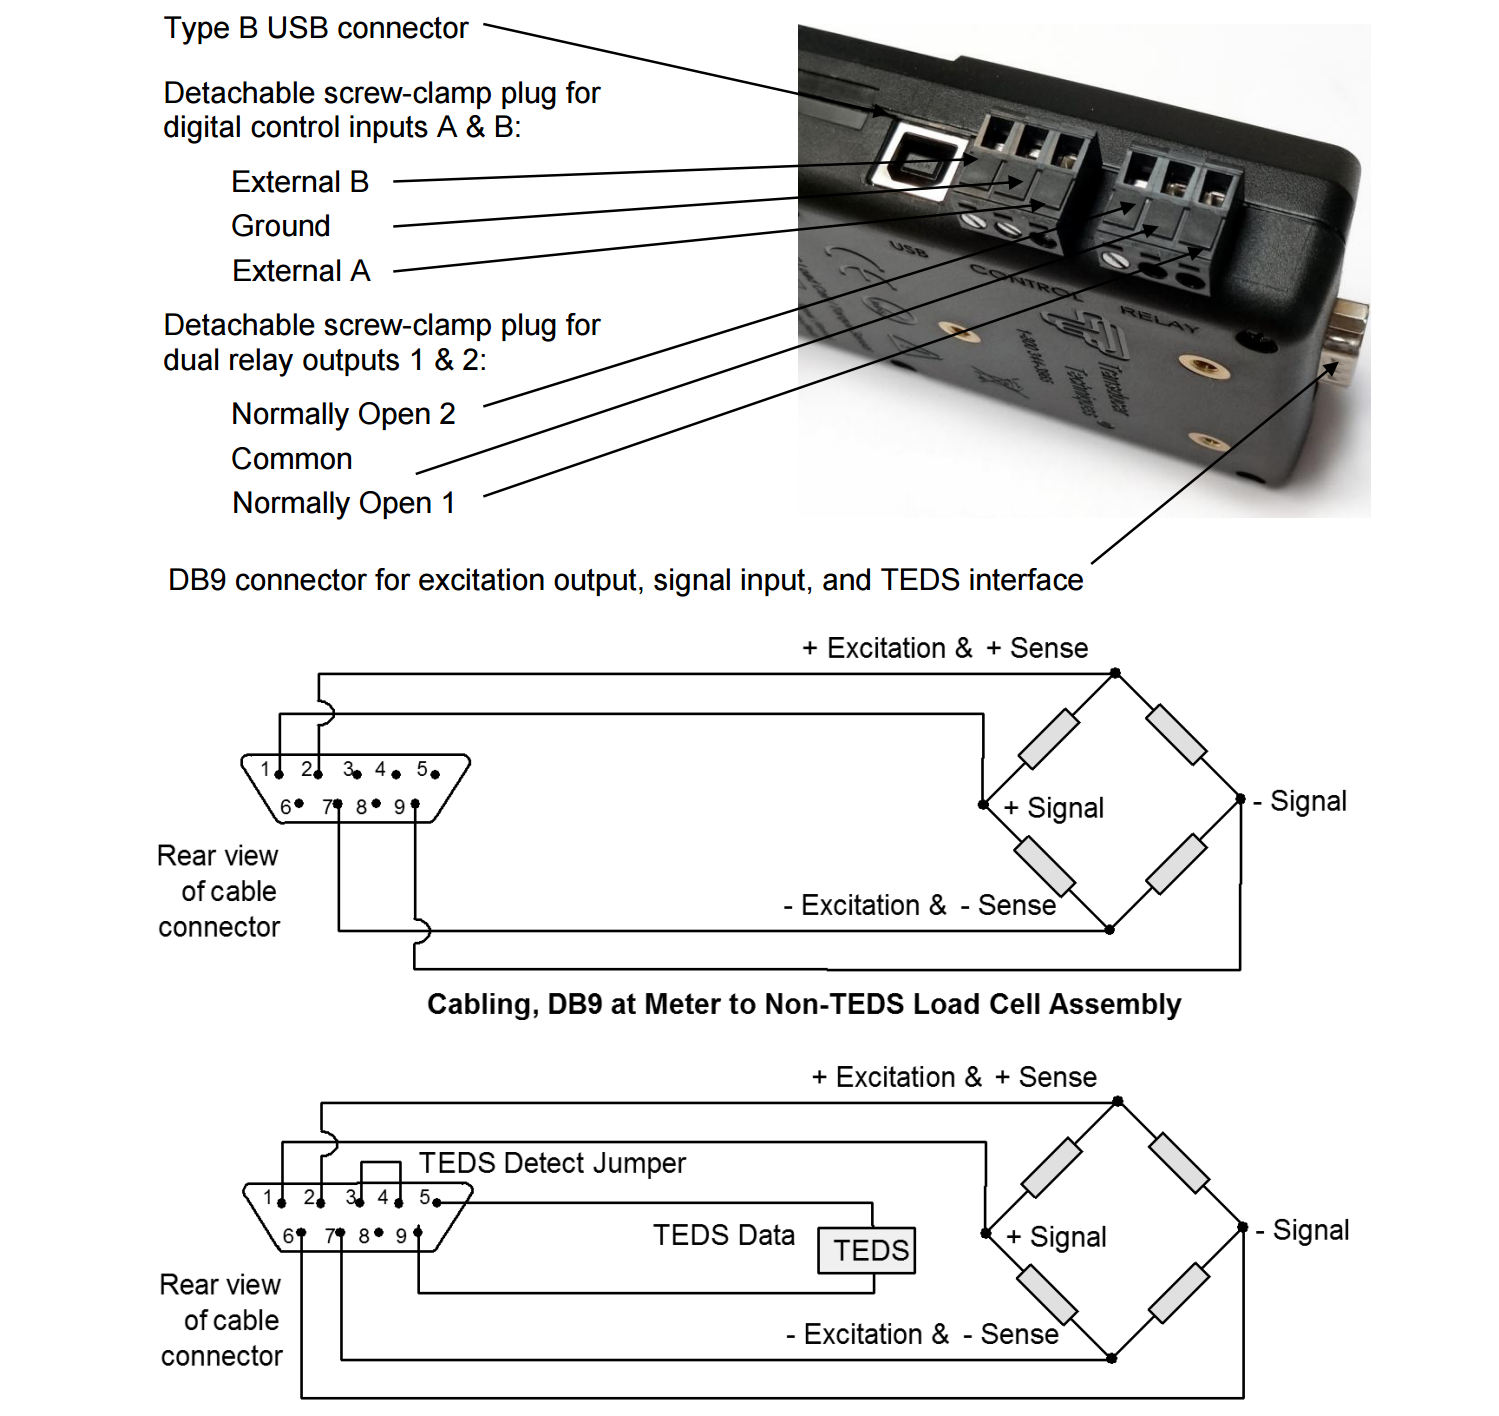 Type B USB connector
Detachable screw-clamp plug for
digital control inputs A & B:
External B
Ground
External A
Detachable screw-clamp plug for
dual relay outputs 1 & 2:
Normally Open 2
Common
Normally Open 1
USB
CONTROL
RELAY
Transducer
Techniques
DB9 connector for excitation output, signal input, and TEDS interface
+ Excitation & + Sense
1 2 3 4 5
6 7 8 9
+ Signal
- Signal
Rear view
of cable
connector
- Excitation & - Sense
Cabling, DB9 at Meter to Non-TEDS Load Cell Assembly
+ Excitation & + Sense
TEDS Detect Jumper
1 2 3 4 5
6 7 8 9
TEDS Data
TEDS
+ Signal
- Signal
Rear view
of cable
connector
- Excitation & - Sense